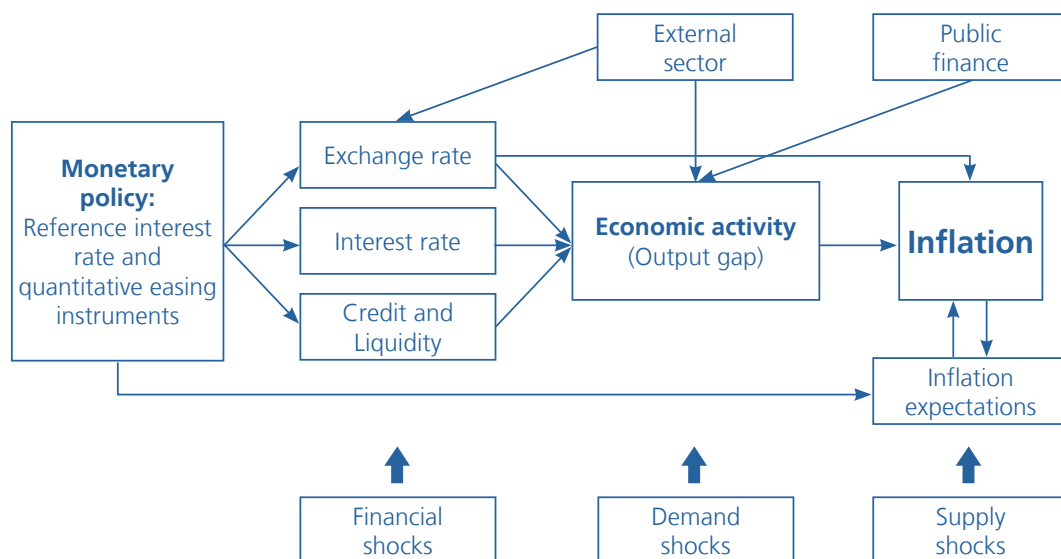 External
sector
Public
finance
Monetary
policy:
Reference interest
rate and
quantitative easing
instruments
Exchange rate
Interest rate
Credit and
Liquidity
Economic activity
(Output gap)
Inflation
Inflation
expectations
Financial
shocks
Demand
shocks
Supply
shocks